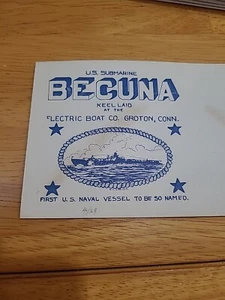 U.S. SUBMARINE
BECUNA
KEEL LAID
AT THE
ELECTRIC BOAT CO. GROTON, CONN.
FIRST U.S. NAVAL VESSEL TO BE SO NAMED.